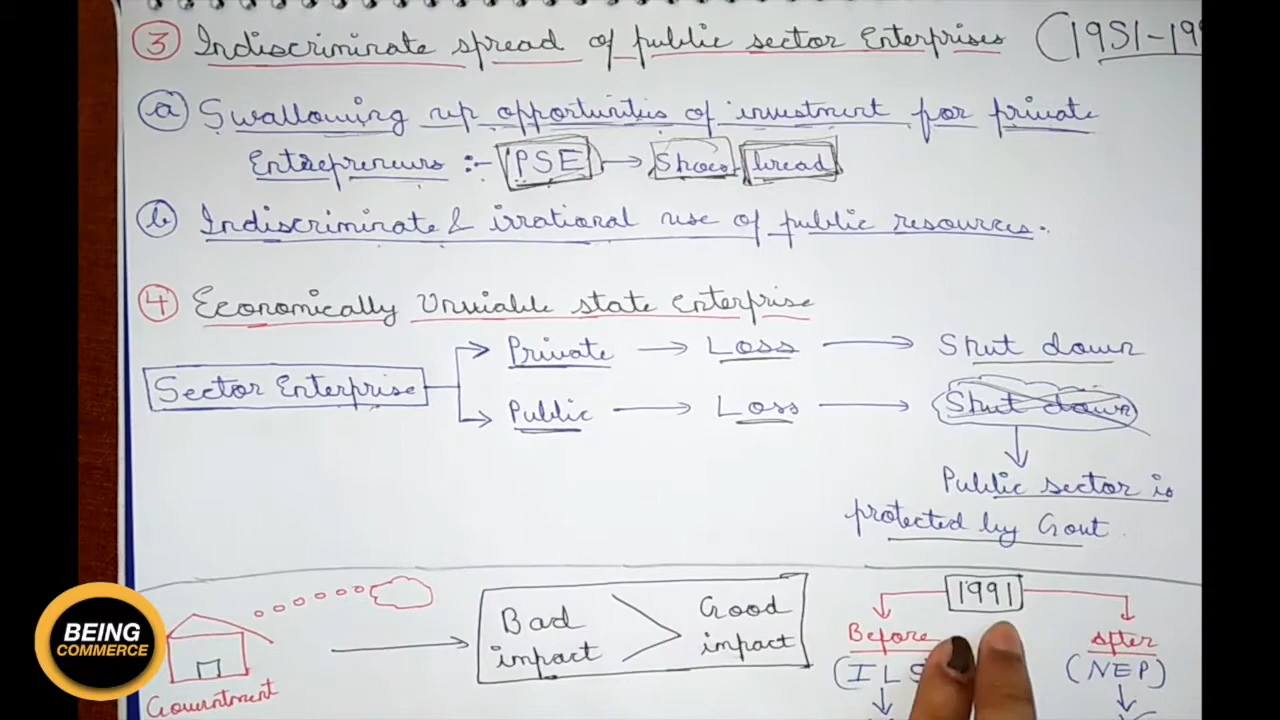 ③ Indiscriminate spread of public sector Enterprises (1951-199
ⓐ Swallowing up opportunities of investment for private
Entrepreneurs :- PSE → Shoes bread
ⓑ Indiscriminate & irrational use of public resources.
④ Economically Unviable state Enterprise
Sector Enterprise
Private → Loss → Shut down
Public → Loss → Shut down
Public sector is
protected by Govt.
Government
Bad impact > Good impact
1991
Before
(ILS
After
(NEP)
BEING
COMMERCE